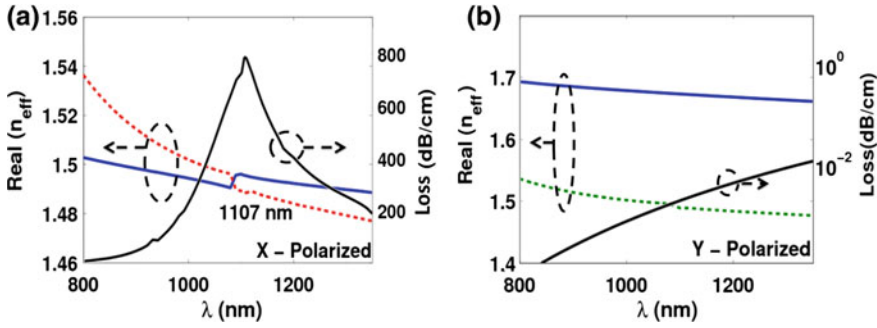 (a)
1.56
1.54
1.52
1.5
1.48
1.46
Real (neff)
800
1000
1200
λ (nm)
800
600
400
200
Loss (dB/cm)
1107 nm
X – Polarized
(b)
1.7
1.6
1.5
1.4
Real (neff)
800
1000
1200
λ (nm)
10^0
10^-2
Loss(dB/cm)
Y – Polarized